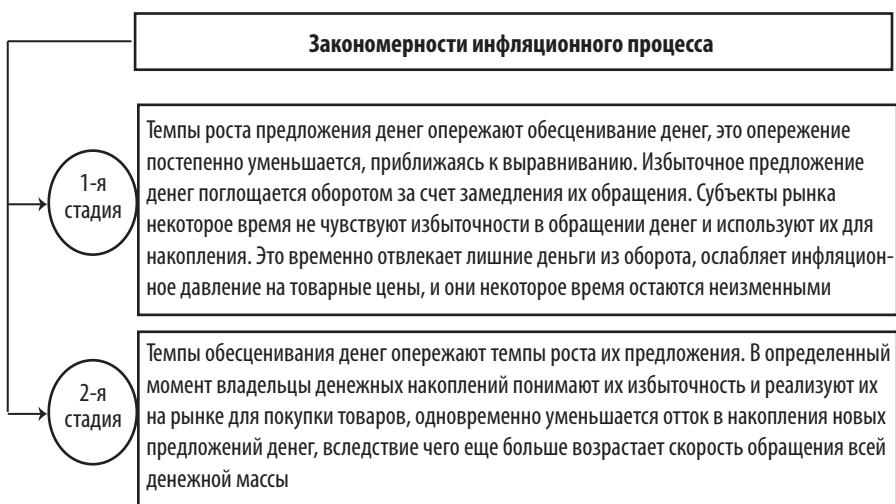 Закономерности инфляционного процесса
1-я
стадия
Темпы роста предложения денег опережают обесценивание денег, это опережение
постепенно уменьшается, приближаясь к выравниванию. Избыточное предложение
денег поглощается оборотом за счет замедления их обращения. Субъекты рынка
некоторое время не чувствуют избыточности в обращении денег и используют их для
накопления. Это временно отвлекает лишние деньги из оборота, ослабляет инфляцион-
ное давление на товарные цены, и они некоторое время остаются неизменными
2-я
стадия
Темпы обесценивания денег опережают темпы роста их предложения. В определенный
момент владельцы денежных накоплений понимают их избыточность и реализуют их
на рынке для покупки товаров, одновременно уменьшается отток в накопления новых
предложений денег, вследствие чего еще больше возрастает скорость обращения всей
денежной массы